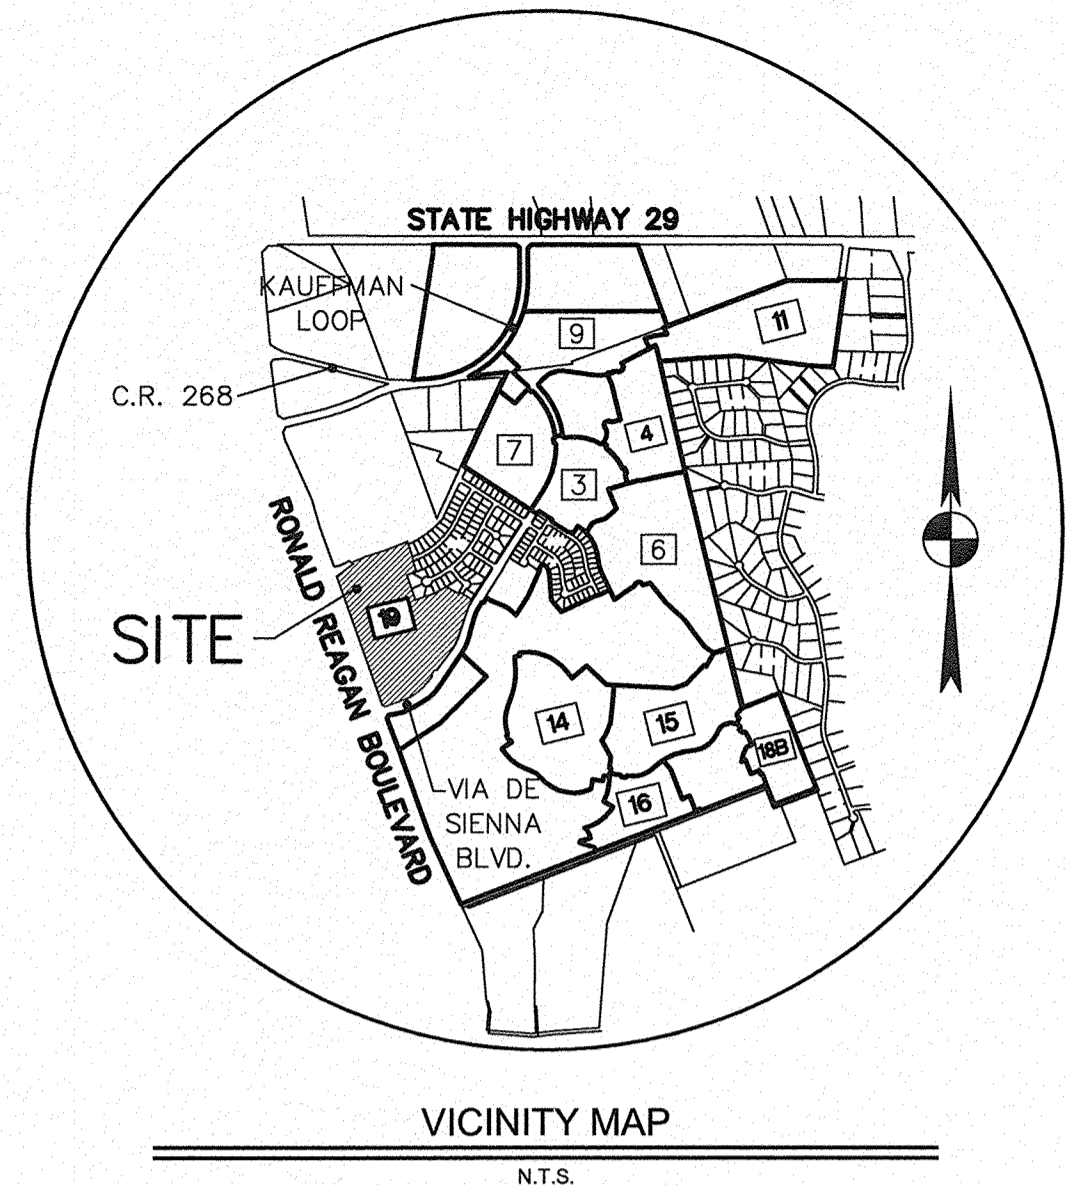 STATE HIGHWAY 29
KAUFFMAN
LOOP
9
11
C.R. 268
7
4
3
6
RONALD REAGAN BOULEVARD
SITE
19
14
15
18B
16
VIA DE
SIENNA
BLVD.
VICINITY MAP
N.T.S.